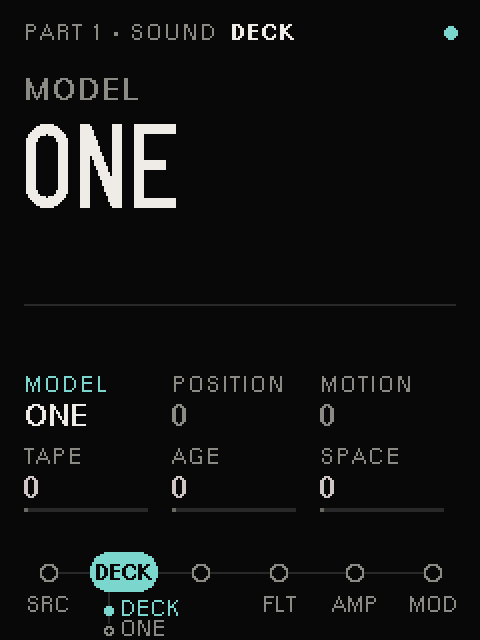 PART 1 · SOUND DECK
MODEL
ONE
MODEL POSITION MOTION
ONE 0 0
TAPE AGE SPACE
0 0 0
DECK
SRC DECK FLT AMP MOD
ONE